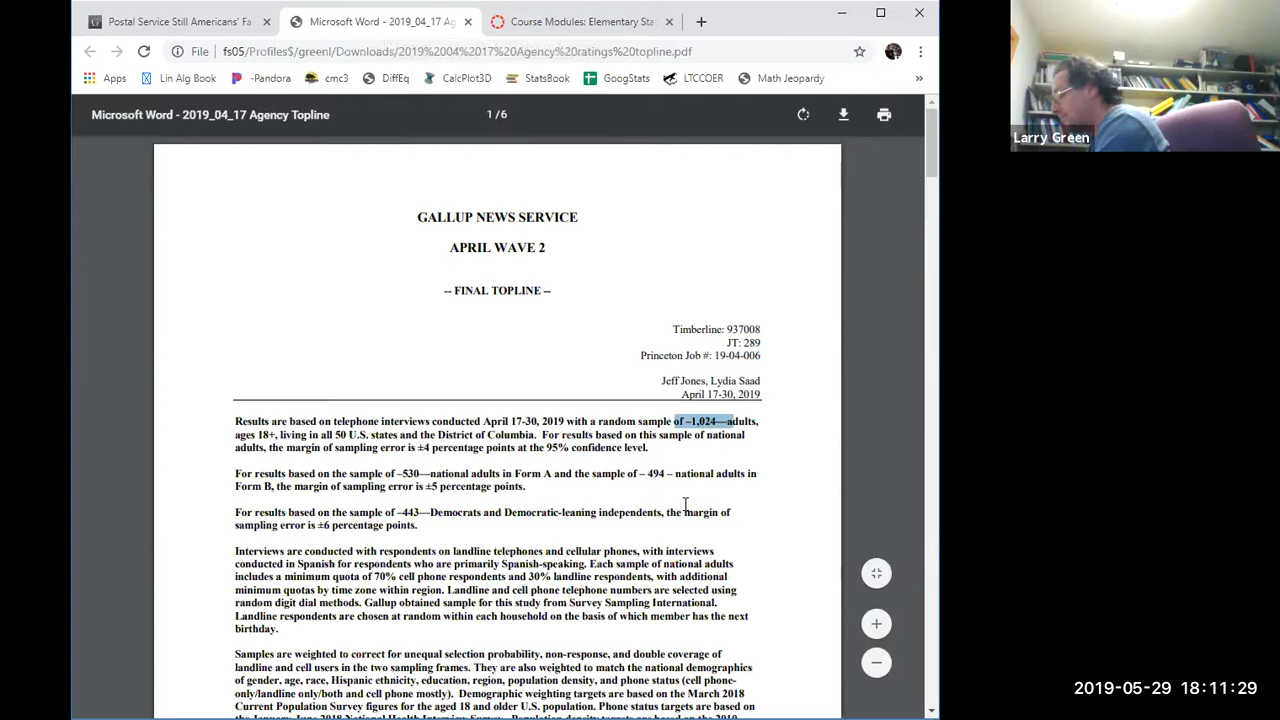 Postal Service Still Americans' Fa
Microsoft Word - 2019_04_17 Ag
Course Modules: Elementary Sta
File
fs05/Profiles$/greenl/Downloads/2019%2004%2017%20Agency%20ratings%20topline.pdf
Apps
Lin Alg Book
-Pandora
cmc3
DiffEq
CalcPlot3D
StatsBook
GoogStats
LTCCOER
Math Jeopardy
»
Microsoft Word - 2019_04_17 Agency Topline
1 / 6
GALLUP NEWS SERVICE
APRIL WAVE 2
-- FINAL TOPLINE --
Timberline: 937008
JT: 289
Princeton Job #: 19-04-006
Jeff Jones, Lydia Saad
April 17-30, 2019
Results are based on telephone interviews conducted April 17-30, 2019 with a random sample of –1,024—adults,
ages 18+, living in all 50 U.S. states and the District of Columbia. For results based on this sample of national
adults, the margin of sampling error is ±4 percentage points at the 95% confidence level.
For results based on the sample of –530—national adults in Form A and the sample of – 494 – national adults in
Form B, the margin of sampling error is ±5 percentage points.
For results based on the sample of –443—Democrats and Democratic-leaning independents, the margin of
sampling error is ±6 percentage points.
Interviews are conducted with respondents on landline telephones and cellular phones, with interviews
conducted in Spanish for respondents who are primarily Spanish-speaking. Each sample of national adults
includes a minimum quota of 70% cell phone respondents and 30% landline respondents, with additional
minimum quotas by time zone within region. Landline and cell phone telephone numbers are selected using
random digit dial methods. Gallup obtained sample for this study from Survey Sampling International.
Landline respondents are chosen at random within each household on the basis of which member has the next
birthday.
Samples are weighted to correct for unequal selection probability, non-response, and double coverage of
landline and cell users in the two sampling frames. They are also weighted to match the national demographics
of gender, age, race, Hispanic ethnicity, education, region, population density, and phone status (cell phone-
only/landline only/both and cell phone mostly). Demographic weighting targets are based on the March 2018
Current Population Survey figures for the aged 18 and older U.S. population. Phone status targets are based on
the January-June 2018 National Health Interview Survey. Population density targets are based on the 2010
Larry Green
2019-05-29 18:11:29